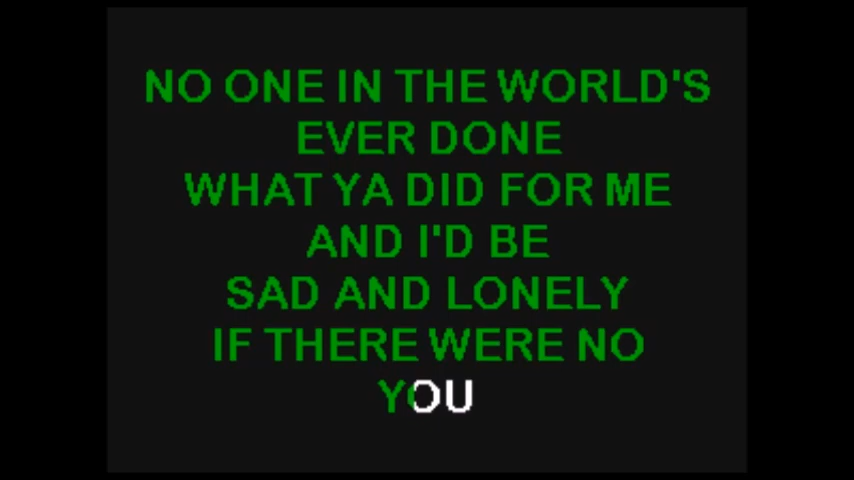 NO ONE IN THE WORLD'S
EVER DONE
WHAT YA DID FOR ME
AND I'D BE
SAD AND LONELY
IF THERE WERE NO
YOU